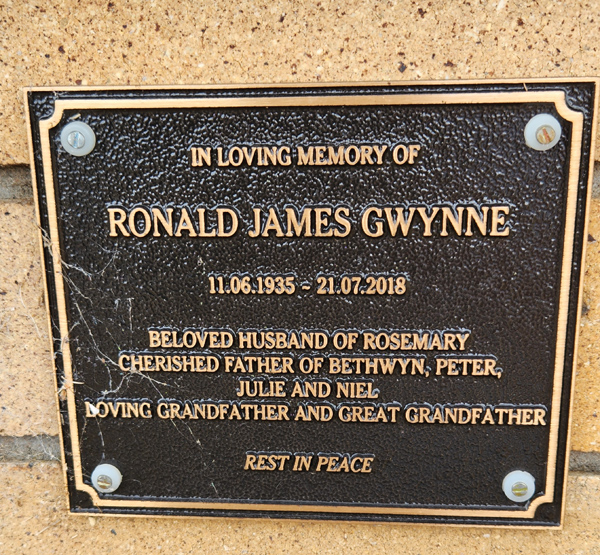 IN LOVING MEMORY OF
RONALD JAMES GWYNNE
11.06.1935 ~ 21.07.2018
BELOVED HUSBAND OF ROSEMARY
CHERISHED FATHER OF BETHWYN, PETER,
JULIE AND NIEL
LOVING GRANDFATHER AND GREAT GRANDFATHER
REST IN PEACE